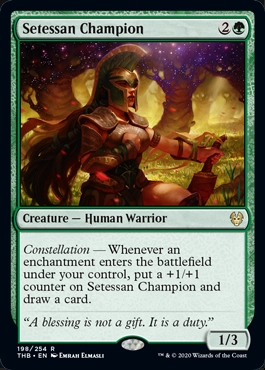 Setessan Champion 2
Creature — Human Warrior
Constellation — Whenever an
enchantment enters the battlefield
under your control, put a +1/+1
counter on Setessan Champion and
draw a card.
“A blessing is not a gift. It is a duty.”
1/3
198/254 R
THB • EN EMRAH ELMASLI
™ & © 2020 Wizards of the Coast